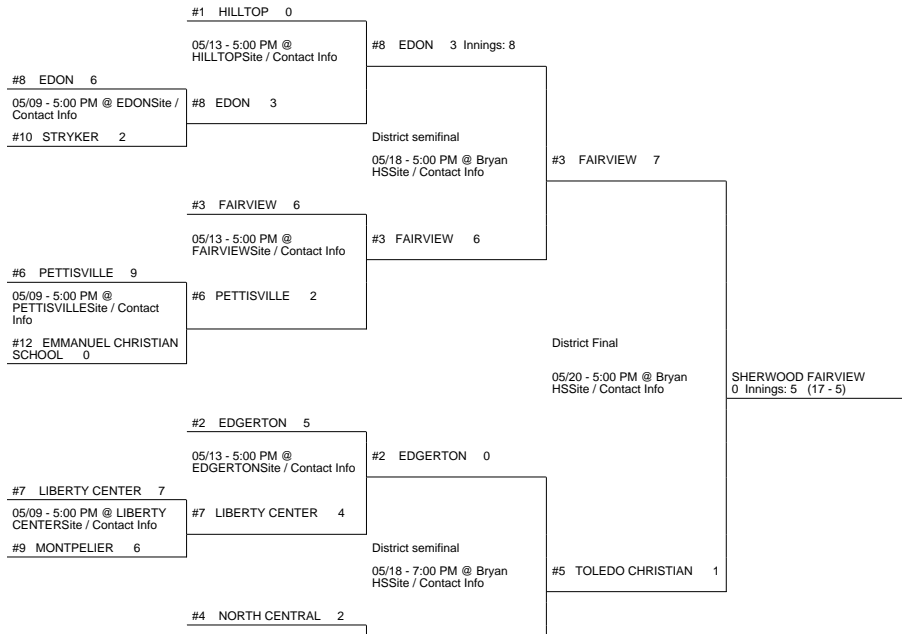 #1 HILLTOP 0
05/13 - 5:00 PM @
HILLTOPSite / Contact Info
#8 EDON 3 Innings: 8
#8 EDON 6
05/09 - 5:00 PM @ EDONSite /
Contact Info
#8 EDON 3
#10 STRYKER 2
District semifinal
05/18 - 5:00 PM @ Bryan
HSSite / Contact Info
#3 FAIRVIEW 7
#3 FAIRVIEW 6
05/13 - 5:00 PM @
FAIRVIEWSite / Contact Info
#3 FAIRVIEW 6
#6 PETTISVILLE 9
05/09 - 5:00 PM @
PETTISVILLESite / Contact
Info
#6 PETTISVILLE 2
#12 EMMANUEL CHRISTIAN
SCHOOL 0
District Final
05/20 - 5:00 PM @ Bryan
HSSite / Contact Info
SHERWOOD FAIRVIEW
0 Innings: 5 (17 - 5)
#2 EDGERTON 5
05/13 - 5:00 PM @
EDGERTONSite / Contact Info
#2 EDGERTON 0
#7 LIBERTY CENTER 7
05/09 - 5:00 PM @ LIBERTY
CENTERSite / Contact Info
#7 LIBERTY CENTER 4
#9 MONTPELIER 6
District semifinal
05/18 - 7:00 PM @ Bryan
HSSite / Contact Info
#5 TOLEDO CHRISTIAN 1
#4 NORTH CENTRAL 2